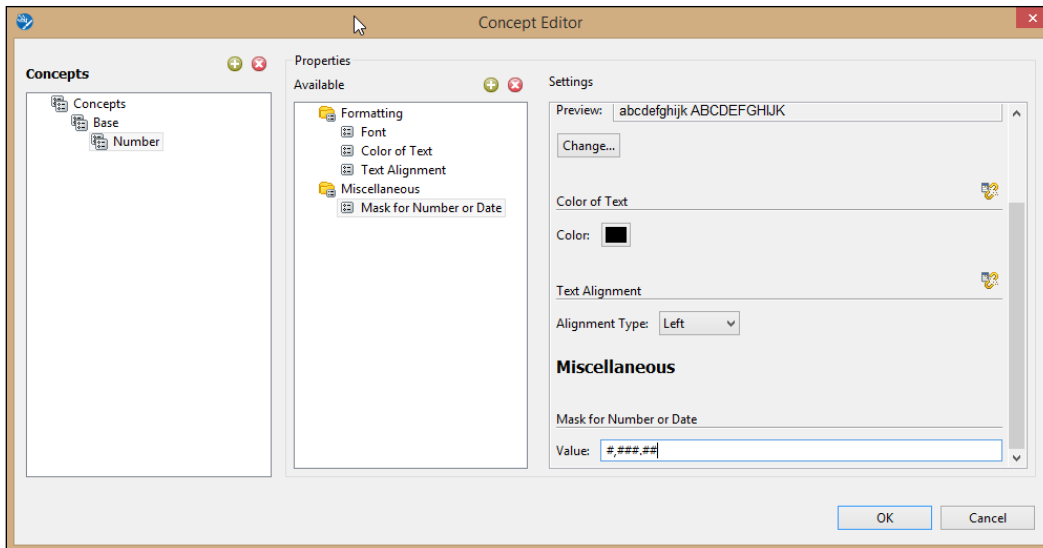 Concept Editor
Concepts
Concepts
Base
Number
Properties
Available
Formatting
Font
Color of Text
Text Alignment
Miscellaneous
Mask for Number or Date
Settings
Preview: abcdefghijk ABCDEFGHIJK
Change...
Color of Text
Color:
Text Alignment
Alignment Type: Left
Miscellaneous
Mask for Number or Date
Value: #,###.##
OK Cancel